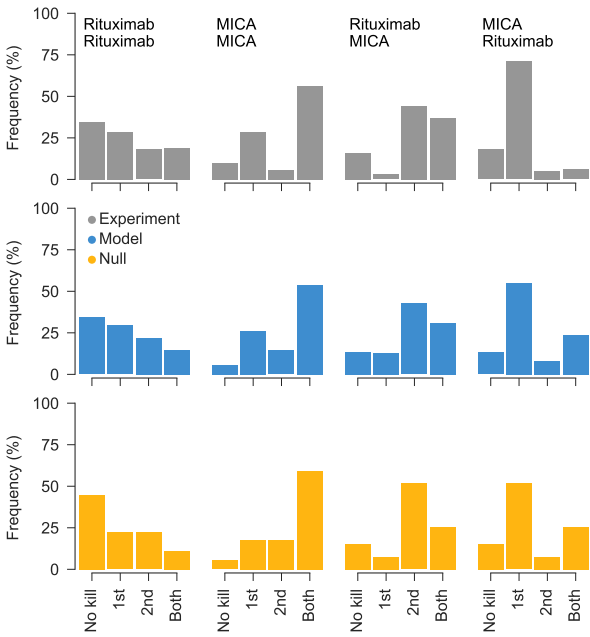 Rituximab
Rituximab
MICA
MICA
Rituximab
MICA
MICA
Rituximab
Frequency (%)
100
75
50
25
0
Experiment
Model
Null
Frequency (%)
100
75
50
25
0
Frequency (%)
100
75
50
25
0
No kill
1st
2nd
Both
No kill
1st
2nd
Both
No kill
1st
2nd
Both
No kill
1st
2nd
Both